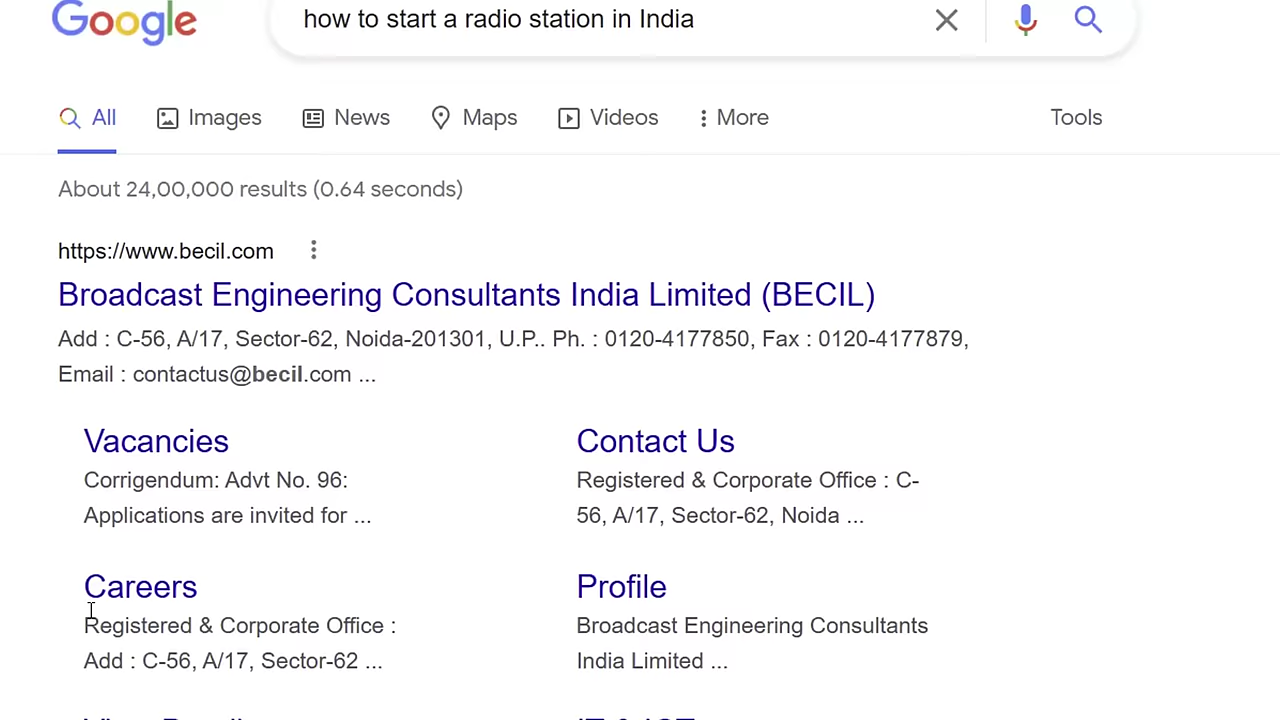 Google
how to start a radio station in India
All Images News Maps Videos More Tools
About 24,00,000 results (0.64 seconds)
https://www.becil.com
Broadcast Engineering Consultants India Limited (BECIL)
Add : C-56, A/17, Sector-62, Noida-201301, U.P.. Ph. : 0120-4177850, Fax : 0120-4177879,
Email : contactus@becil.com ...
Vacancies
Corrigendum: Advt No. 96:
Applications are invited for ...
Contact Us
Registered & Corporate Office : C-
56, A/17, Sector-62, Noida ...
Careers
Registered & Corporate Office :
Add : C-56, A/17, Sector-62 ...
Profile
Broadcast Engineering Consultants
India Limited ...